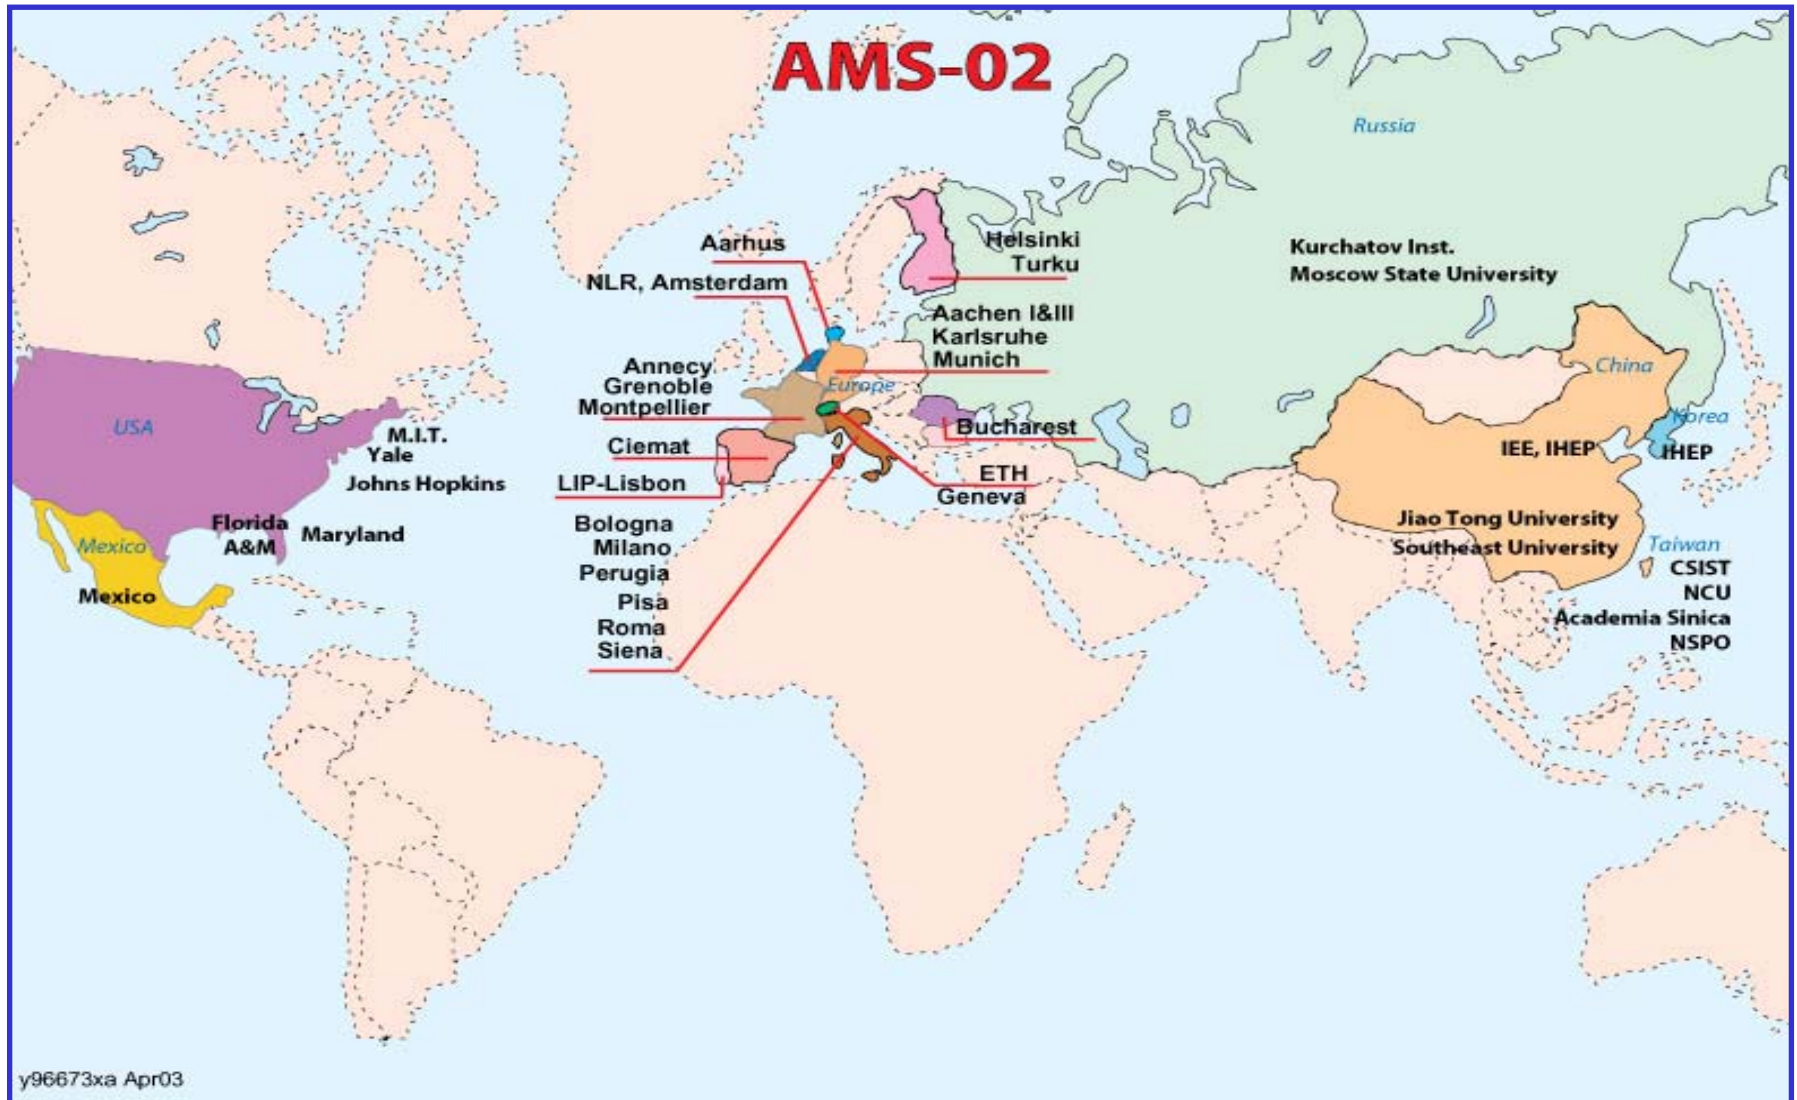 AMS-02
Russia
Aarhus
NLR, Amsterdam
Helsinki
Turku
Kurchatov Inst.
Moscow State University
Aachen I&III
Karlsruhe
Munich
Annecy
Grenoble
Montpellier
Europe
China
USA
M.I.T.
Yale
Johns Hopkins
Ciemat
LIP-Lisbon
Bucharest
ETH
Geneva
Korea
IEE, IHEP
IHEP
Florida
A&M
Maryland
Mexico
Mexico
Bologna
Milano
Perugia
Pisa
Roma
Siena
Jiao Tong University
Southeast University
Taiwan
CSIST
NCU
Academia Sinica
NSPO
y96673xa Apr03